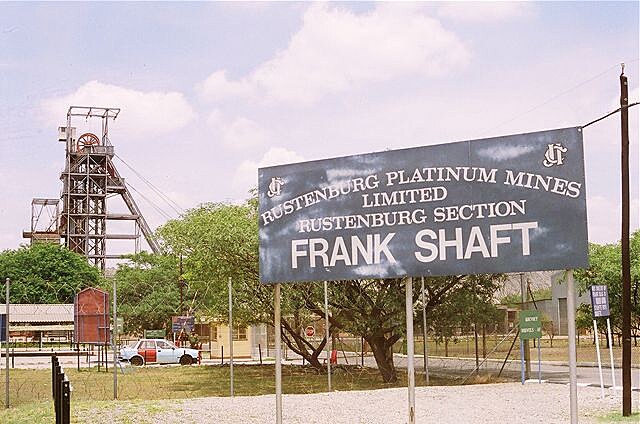 RUSTENBURG PLATINUM MINES
LIMITED
RUSTENBURG SECTION
FRANK SHAFT